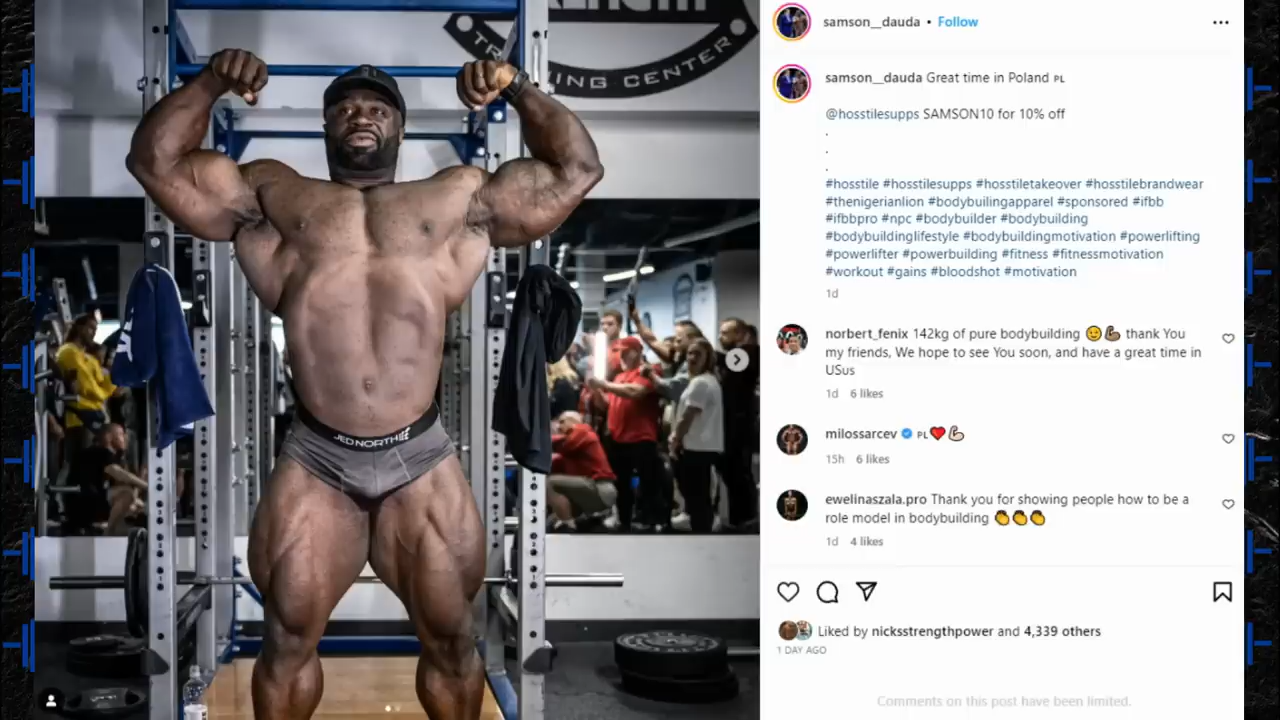 TRAINING CENTER
JED NORTH
samson__dauda • Follow
samson__dauda Great time in Poland PL
@hosstilesupps SAMSON10 for 10% off
.
.
.
#hosstile #hosstilesupps #hosstiletakeover #hosstilebrandwear
#thenigerianlion #bodybuilingapparel #sponsored #ifbb
#ifbbpro #npc #bodybuilder #bodybuilding
#bodybuildinglifestyle #bodybuildingmotivation #powerlifting
#powerlifter #powerbuilding #fitness #fitnessmotivation
#workout #gains #bloodshot #motivation
1d
norbert_fenix 142kg of pure bodybuilding 😉💪 thank You
my friends, We hope to see You soon, and have a great time in
USus
1d 6 likes
milossarcev PL❤️💪
15h 6 likes
ewelinaszala.pro Thank you for showing people how to be a
role model in bodybuilding 👏👏👏
1d 4 likes
Liked by nicksstrengthpower and 4,339 others
1 DAY AGO
Comments on this post have been limited.